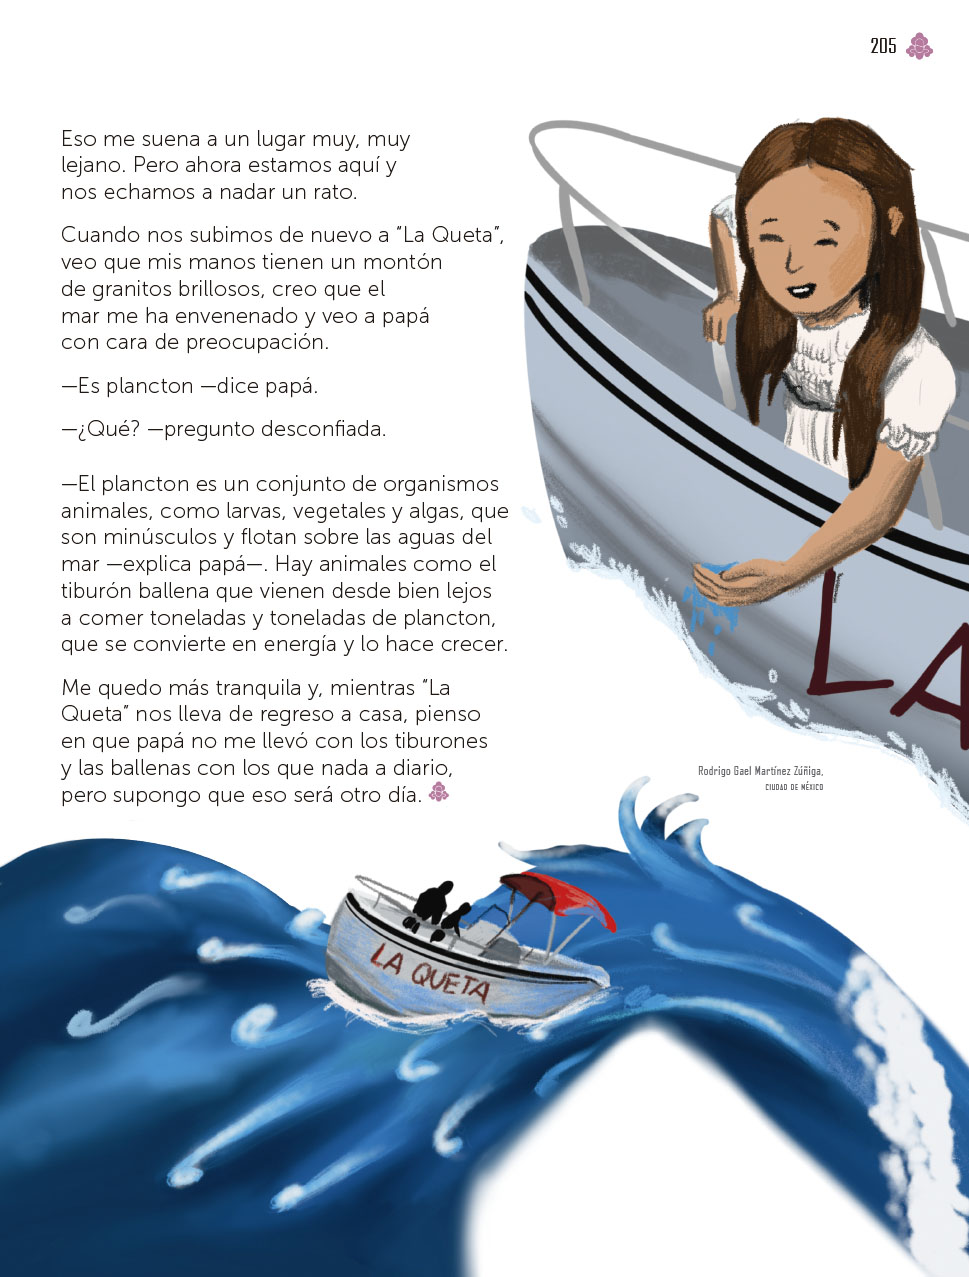 205
Eso me suena a un lugar muy, muy
lejano. Pero ahora estamos aquí y
nos echamos a nadar un rato.
Cuando nos subimos de nuevo a “La Queta”,
veo que mis manos tienen un montón
de granitos brillosos, creo que el
mar me ha envenenado y veo a papá
con cara de preocupación.
—Es plancton —dice papá.
—¿Qué? —pregunto desconfiada.
—El plancton es un conjunto de organismos
animales, como larvas, vegetales y algas, que
son minúsculos y flotan sobre las aguas del
mar —explica papá—. Hay animales como el
tiburón ballena que vienen desde bien lejos
a comer toneladas y toneladas de plancton,
que se convierte en energía y lo hace crecer.
Me quedo más tranquila y, mientras “La
Queta” nos lleva de regreso a casa, pienso
en que papá no me llevó con los tiburones
y las ballenas con los que nada a diario,
pero supongo que eso será otro día.
LA
Rodrigo Gael Martínez Zúñiga,
CIUDAD DE MÉXICO
LA QUETA